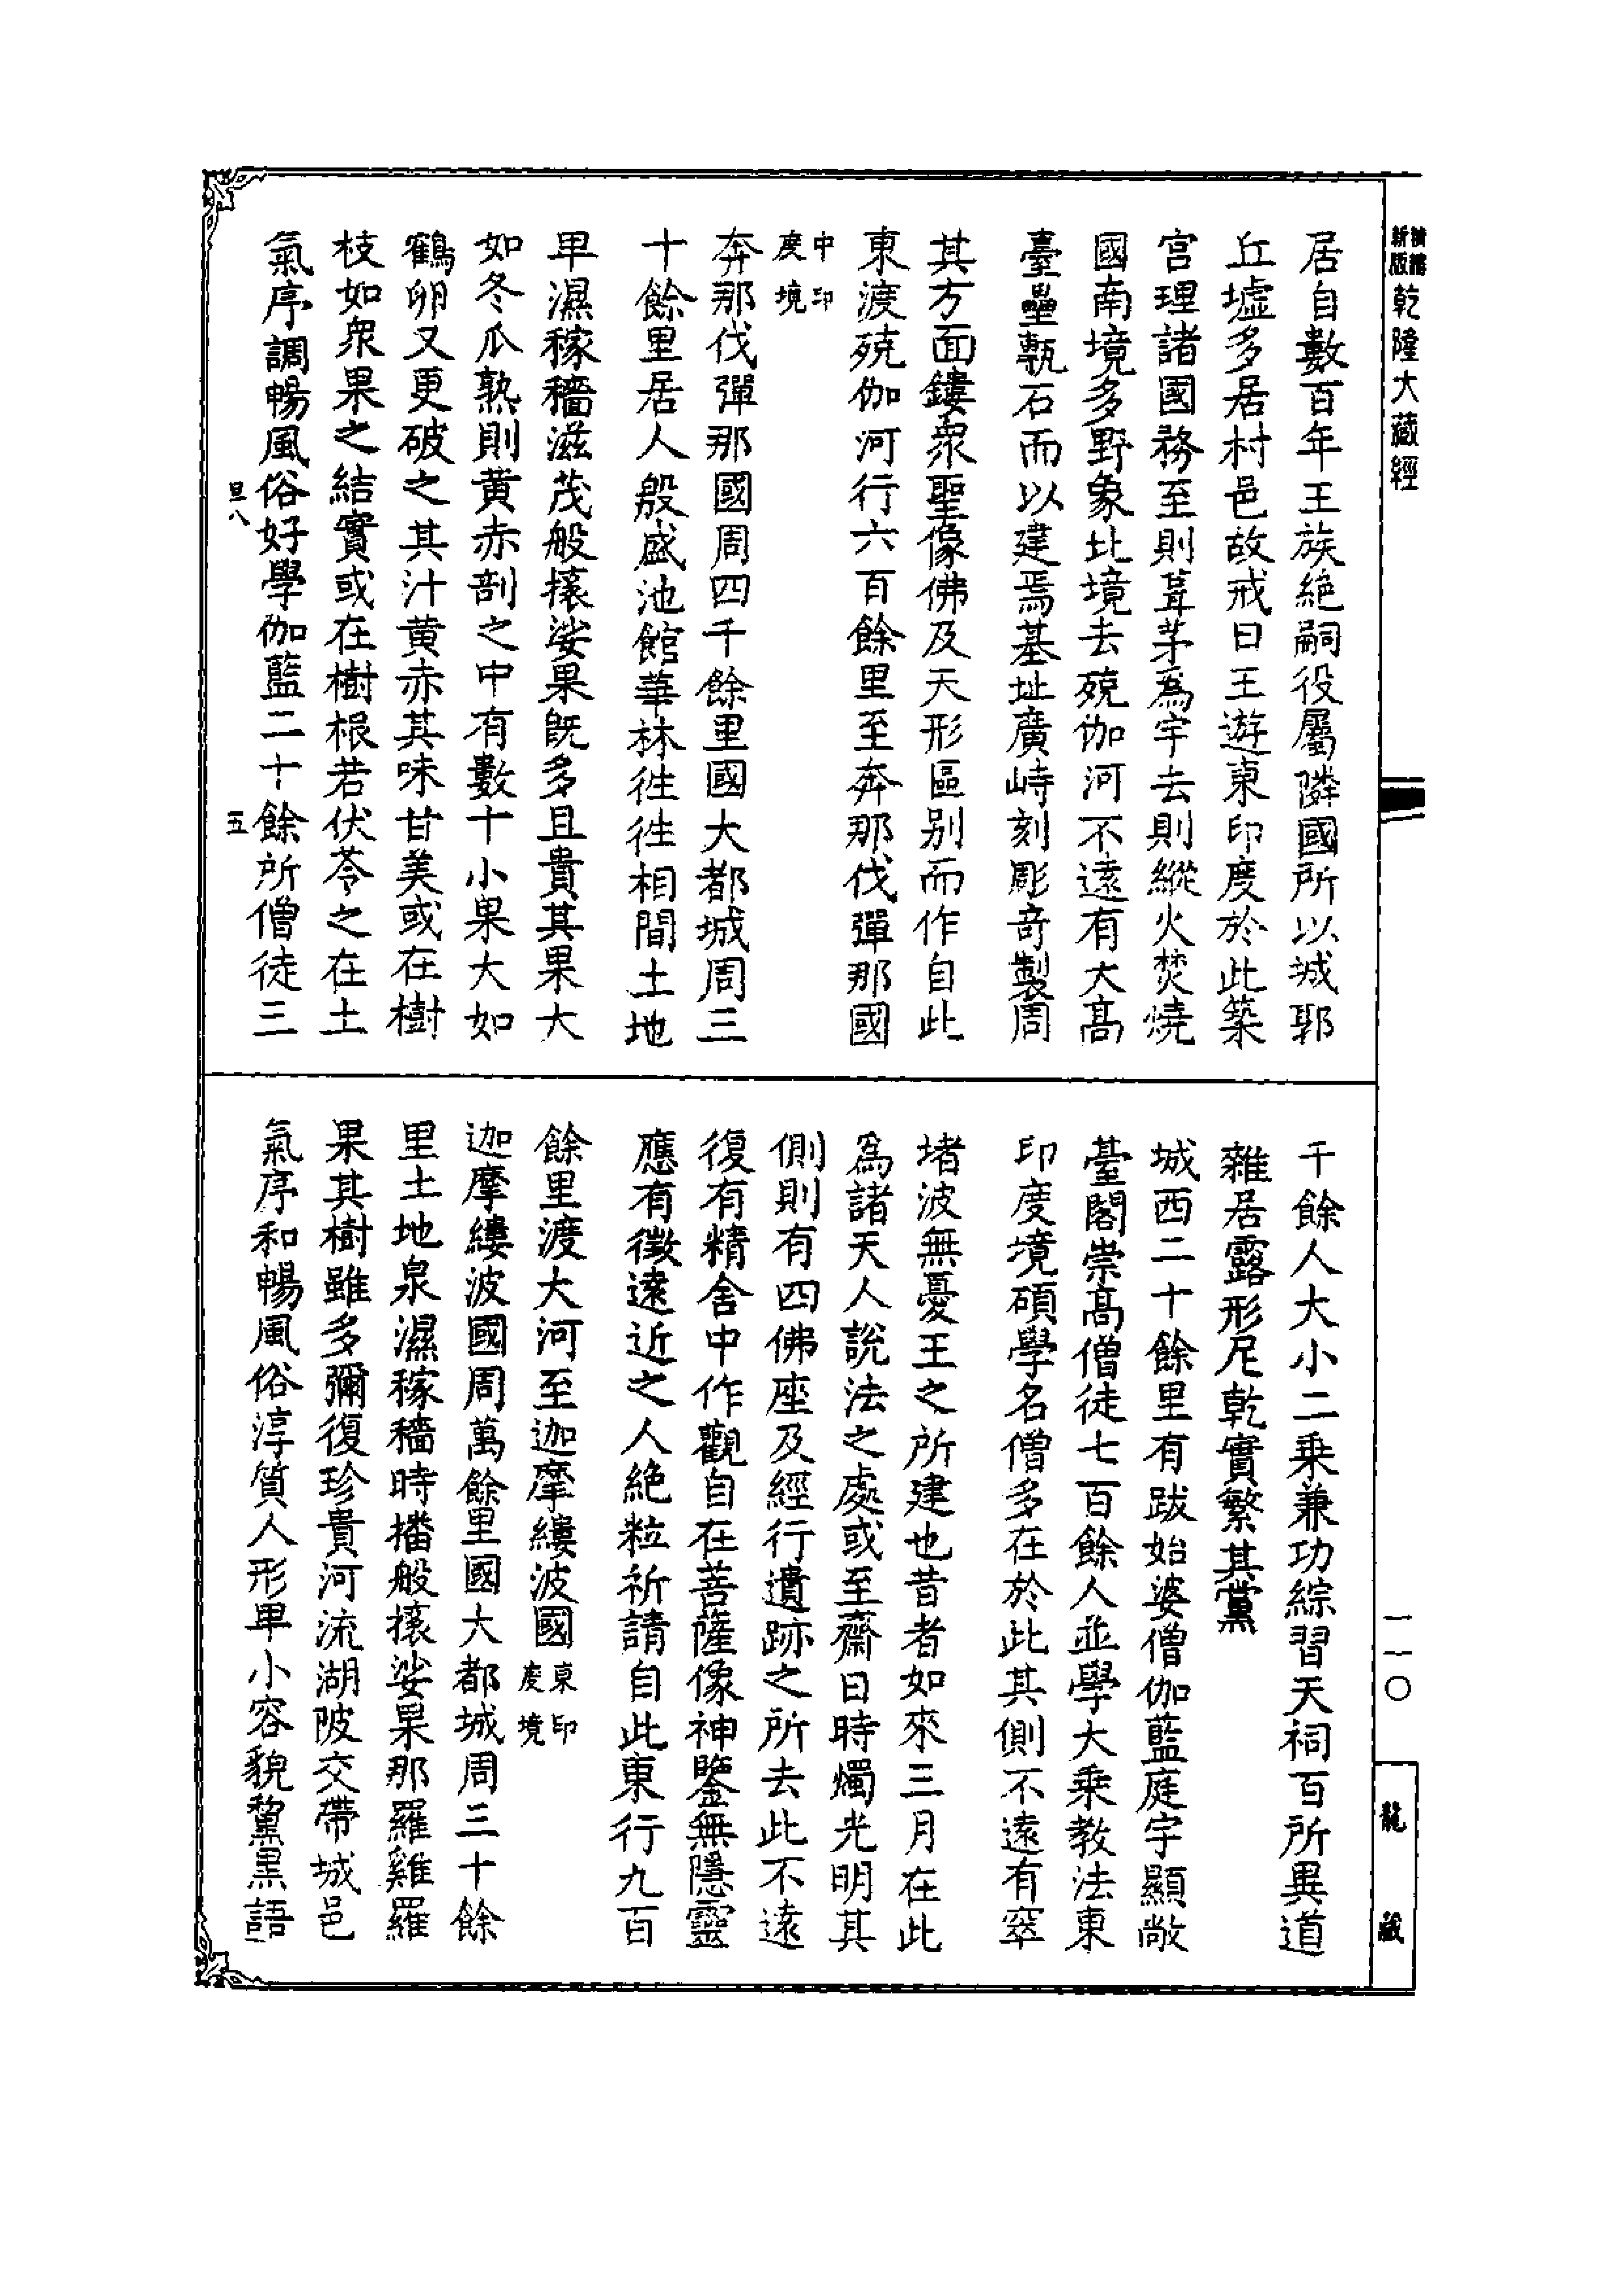 新版
乾隆大藏經
居自數百年王族絕嗣役屬隣國所以城郭
丘墟多居村邑故戒日王遊東印度於此築
宮理諸國務至則葺茅為宇去則縱火焚燒
國南境多野象北境去殑伽河不遠有大高
臺壘甎石而以建焉基址廣峙刻彫奇製周
其方面鏤眾聖像佛及天形區別而作自此
東渡殑伽河行六百餘里至奔那伐彈那國
中印
度境
奔那伐彈那國周四千餘里國大都城周三
十餘里居人殷盛池館華林往往相間土地
卑濕稼穡滋茂般㯠娑果既多且貴其果大
如冬瓜熟則黃赤剖之中有數十小果大如
鶴卵又更破之其汁黃赤其味甘美或在樹
枝如眾果之結實或在樹根若伏苓之在土
氣序調暢風俗好學伽藍二十餘所僧徒三
旦八
五
千餘人大小二乘兼功綜習天祠百所異道
雜居露形尼乾實繁其黨
城西二十餘里有跋始婆僧伽藍庭宇顯敞
臺閣崇高僧徒七百餘人並學大乘教法東
印度境碩學名僧多在於此其側不遠有窣
堵波無憂王之所建也昔者如來三月在此
為諸天人說法之處或至齋日時燭光明其
側則有四佛座及經行遺跡之所去此不遠
復有精舍中作觀自在菩薩像神鑒無隱靈
應有徵遠近之人絕粒祈請自此東行九百
餘里渡大河至迦摩縷波國
東印
度境
迦摩縷波國周萬餘里國大都城周三十餘
里土地泉濕稼穡時播般㯠娑果那羅雞羅
果其樹雖多彌復珍貴河流湖陂交帶城邑
氣序和暢風俗淳質人形卑小容貌黧黑語
一一〇
龍藏